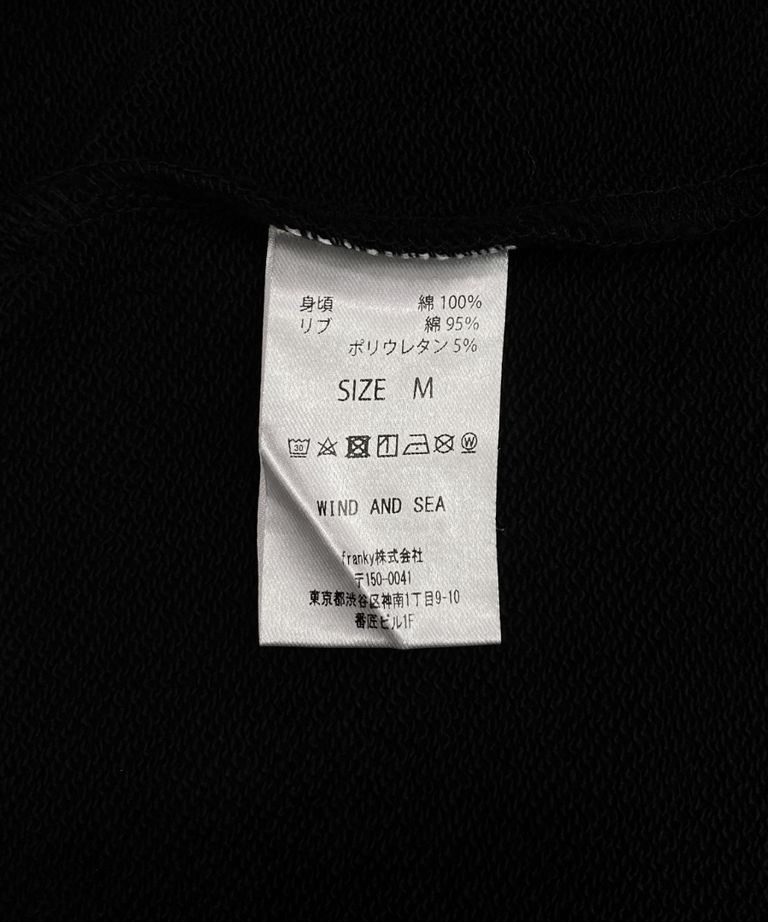 身頃 綿 100%
リブ 綿 95%
ポリウレタン 5%
SIZE M
30 W
WIND AND SEA
franky株式会社
〒150-0041
東京都渋谷区神南1丁目9-10
番匠ビル1F